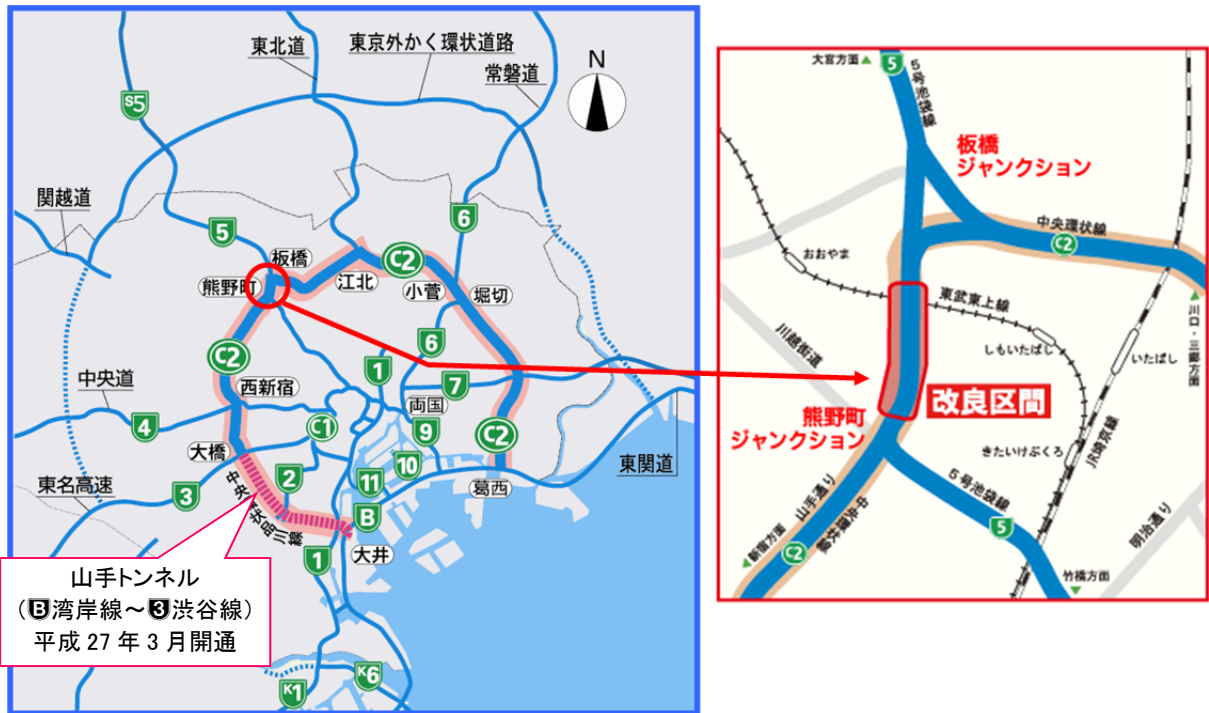 東北道
東京外かく環状道路
常磐道
N
S5
関越道
5
6
板橋
熊野町
C2
江北
小菅
堀切
C2
6
1
7
中央道
西新宿
両国
4
C1
9
C2
大橋
10
東関道
東名高速
3
2
11
葛西
中央環状品川線
B
大井
1
山手トンネル
(B湾岸線~3渋谷線)
平成27年3月開通
K1
K6
大宮方面
5
5号池袋線
板橋
ジャンクション
中央環状線
C2
おおやま
東武東上線
川口・三郷方面
川越街道
しもいたばし
いたばし
改良区間
熊野町
ジャンクション
きたいけぶくろ
JR埼京線
山手通り
中央環状線
5号池袋線
5
明治通り
新宿方面
C2
竹橋方面